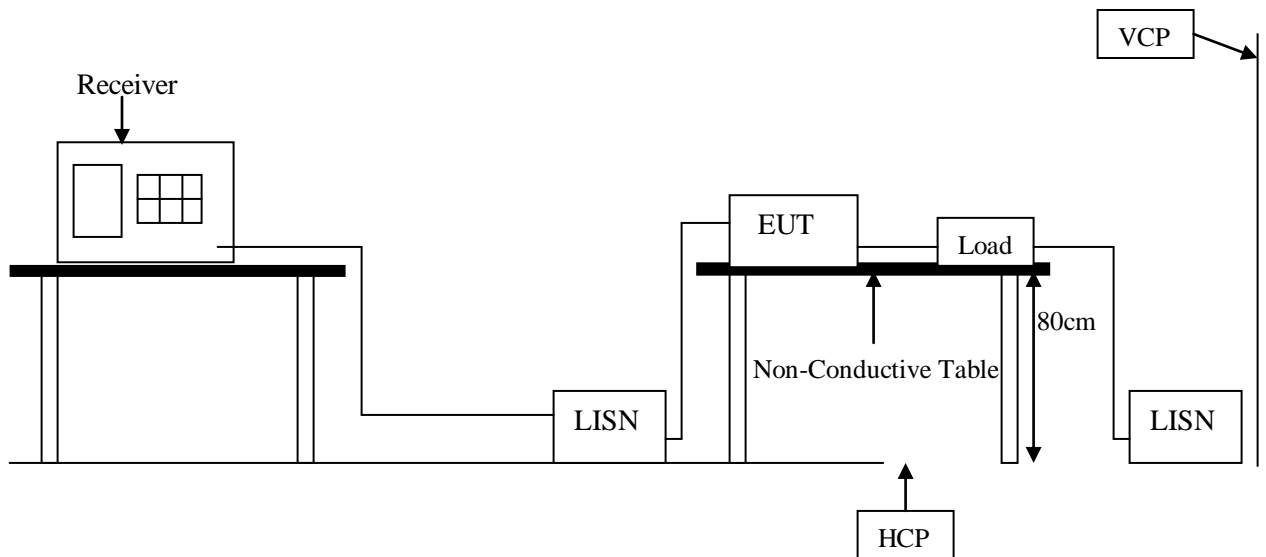 VCP
Receiver
EUT
Load
80cm
Non-Conductive Table
LISN
LISN
HCP